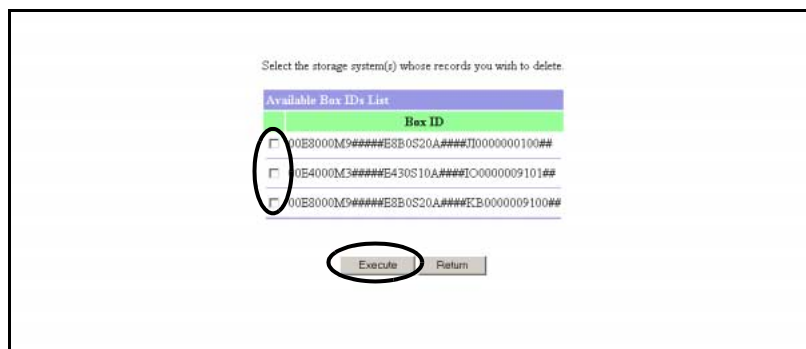 Select the storage system(s) whose records you wish to delete.
Available Box IDs List
Box ID
00E8000M9#####E8B0S20A####JI0000000100##
00E4000M3#####E430S10A####IO0000009101##
00E8000M9#####E8B0S20A####KB0000009100##
Execute Return